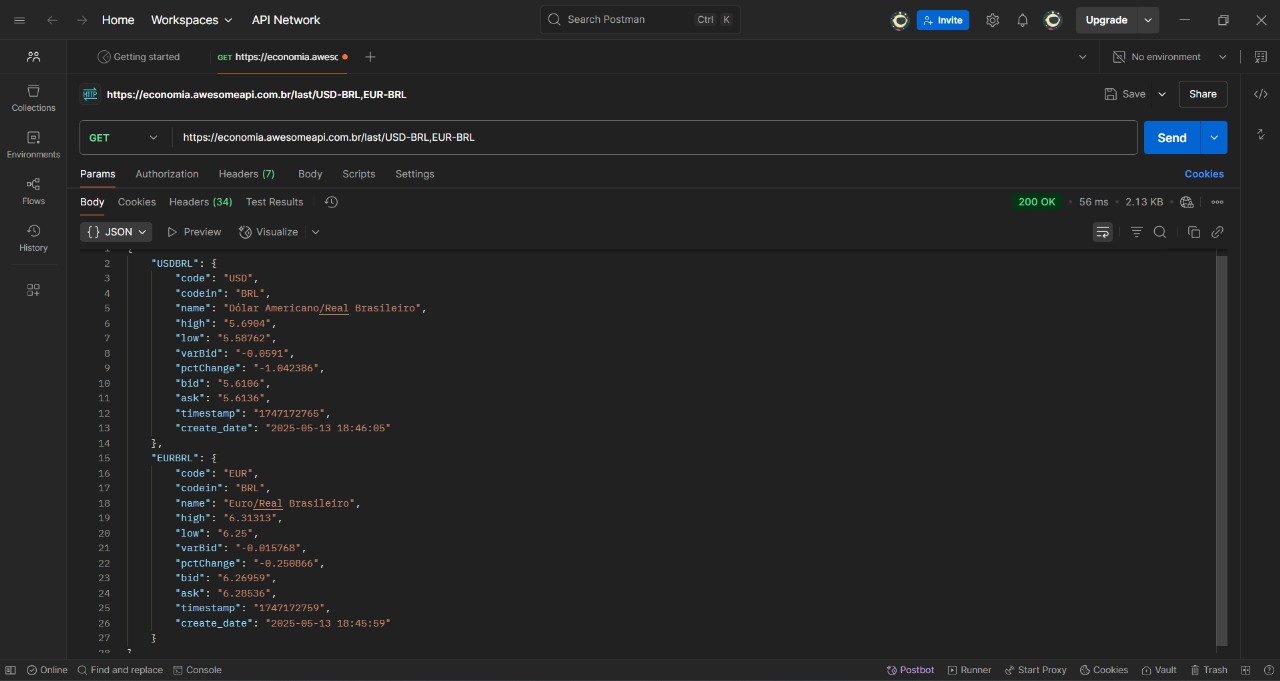 Home Workspaces API Network Search Postman Ctrl K Invite Upgrade
Getting started GET https://economia.awesc No environment
HTTP https://economia.awesomeapi.com.br/last/USD-BRL,EUR-BRL Save Share
GET https://economia.awesomeapi.com.br/last/USD-BRL,EUR-BRL Send
Params Authorization Headers (7) Body Scripts Settings Cookies
Body Cookies Headers (34) Test Results 200 OK 56 ms 2.13 KB
{} JSON Preview Visualize
Collections
Environments
Flows
History
1 {
2 "USDBRL": {
3 "code": "USD",
4 "codein": "BRL",
5 "name": "Dólar Americano/Real Brasileiro",
6 "high": "5.6904",
7 "low": "5.58762",
8 "varBid": "-0.0591",
9 "pctChange": "-1.042386",
10 "bid": "5.6106",
11 "ask": "5.6136",
12 "timestamp": "1747172765",
13 "create_date": "2025-05-13 18:46:05"
14 },
15 "EURBRL": {
16 "code": "EUR",
17 "codein": "BRL",
18 "name": "Euro/Real Brasileiro",
19 "high": "6.31313",
20 "low": "6.25",
21 "varBid": "-0.015768",
22 "pctChange": "-0.250866",
23 "bid": "6.26959",
24 "ask": "6.28536",
25 "timestamp": "1747172759",
26 "create_date": "2025-05-13 18:45:59"
27 }
28 }
Online Find and replace Console Postbot Runner Start Proxy Cookies Vault Trash